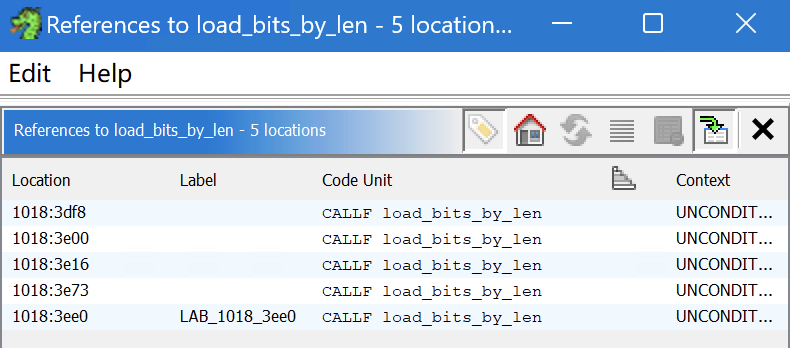 References to load_bits_by_len - 5 location...
Edit Help
References to load_bits_by_len - 5 locations
Location Label Code Unit Context
1018:3df8 CALLF load_bits_by_len UNCONDIT...
1018:3e00 CALLF load_bits_by_len UNCONDIT...
1018:3e16 CALLF load_bits_by_len UNCONDIT...
1018:3e73 CALLF load_bits_by_len UNCONDIT...
1018:3ee0 LAB_1018_3ee0 CALLF load_bits_by_len UNCONDIT...